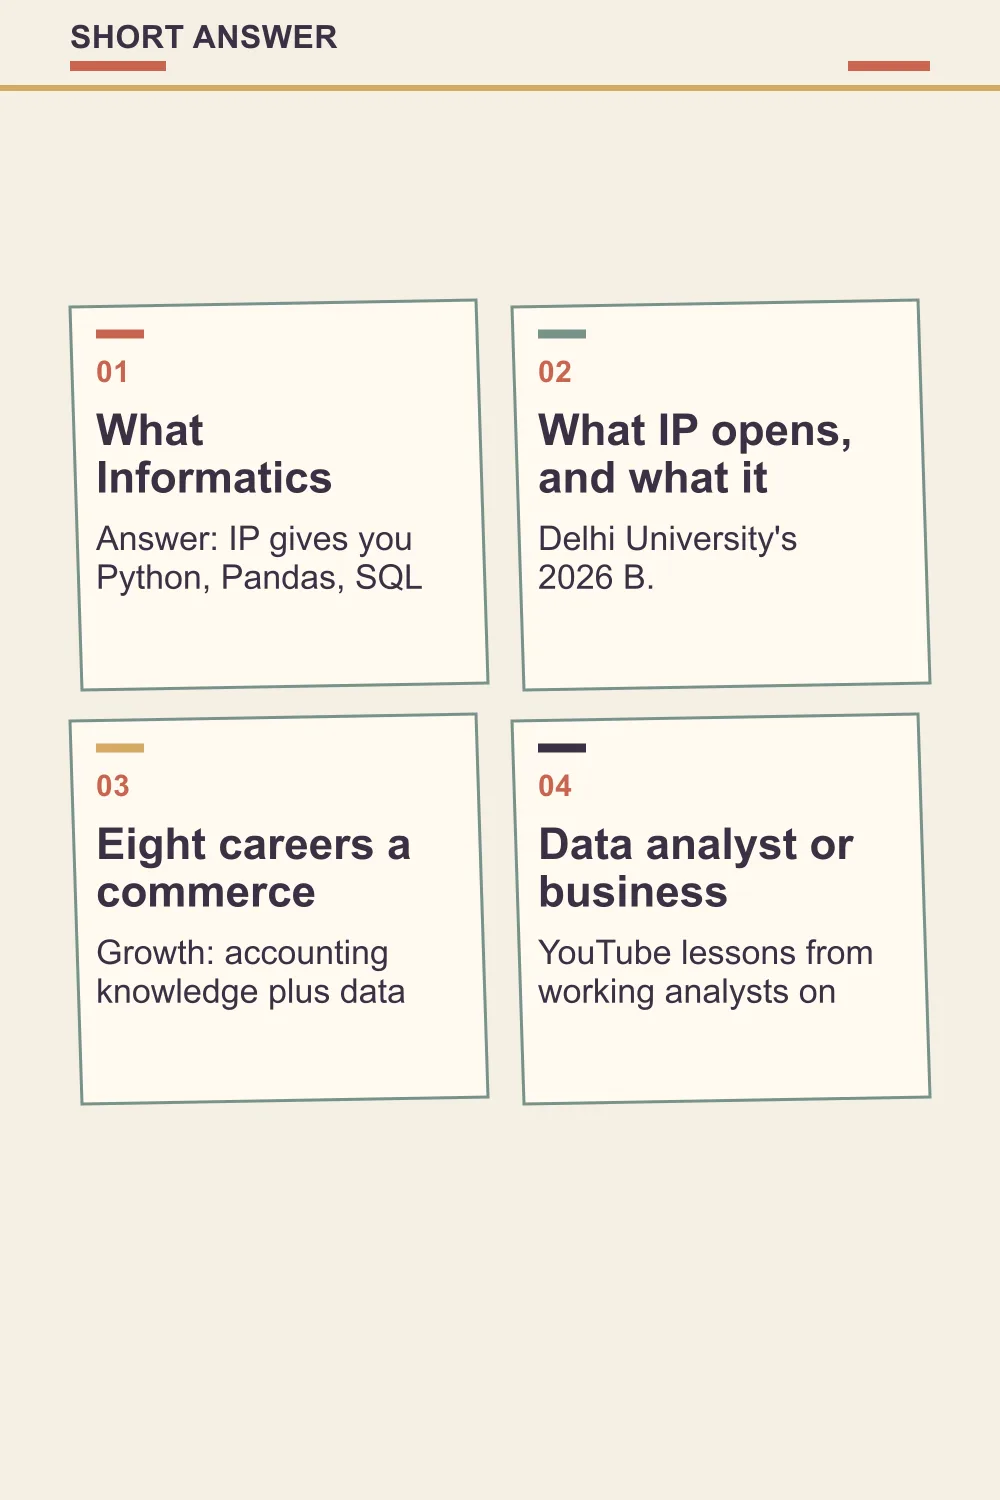 SHORT ANSWER
01
What
Informatics
Answer: IP gives you
Python, Pandas, SQL
02
What IP opens,
and what it
Delhi University's
2026 B.
03
Eight careers a
commerce
Growth: accounting
knowledge plus data
04
Data analyst or
business
YouTube lessons from
working analysts on